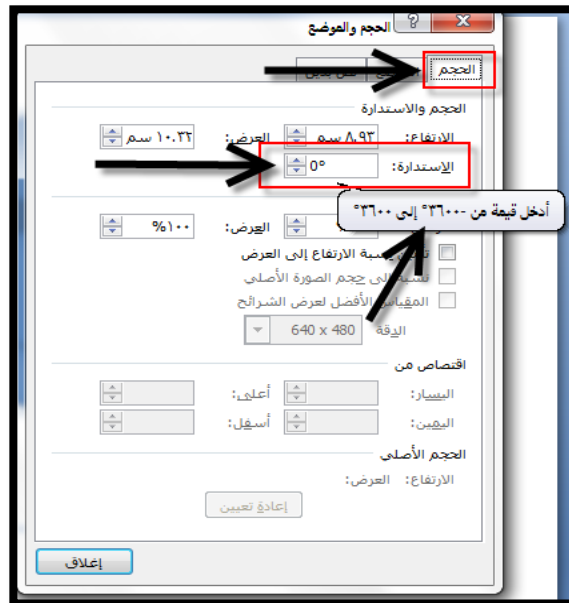 الحجم والموضع
الحجم
الحجم والاستدارة
الارتفاع: ٨.٩٣ سم العرض: ١٠.٣٢ سم
الاستدارة: 0°
أدخل قيمة من -٣٦٠٠° إلى ٣٦٠٠°
العرض: ١٠٠%
نسبة الارتفاع إلى العرض
نسبة إلى حجم الصورة الأصلي
المقياس الأفضل لعرض الشرائح
الدقة 640 x 480
اقتصاص من
اليسار: أعلى:
اليمين: أسفل:
الحجم الأصلي
الارتفاع: العرض:
إعادة تعيين
إغلاق